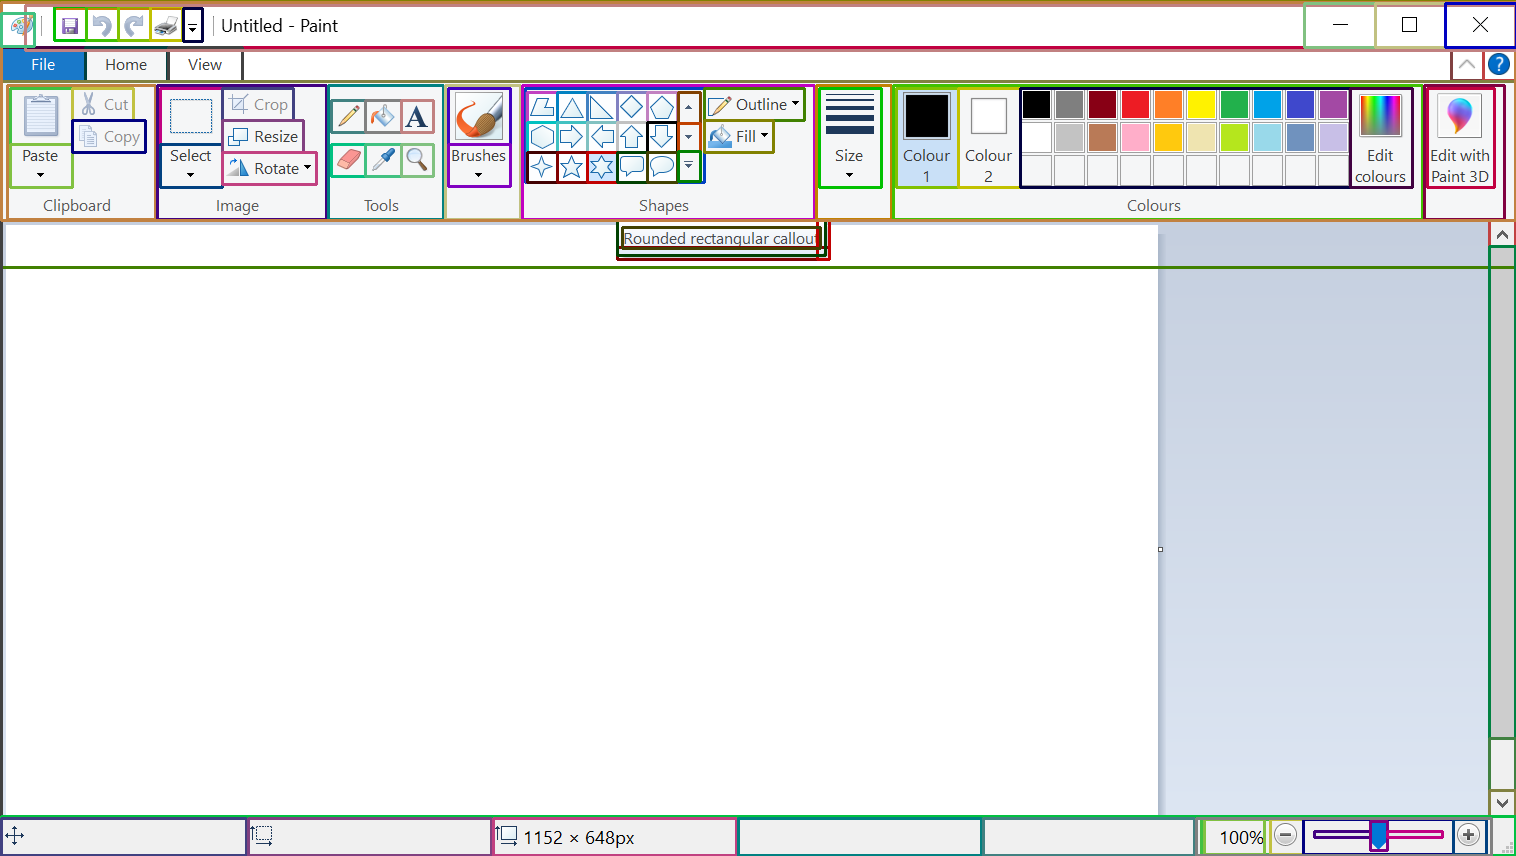 Untitled - Paint
File Home View
Cut
Copy
Paste
Clipboard
Crop
Resize
Rotate
Select
Image
A
Tools
Brushes
Outline
Fill
Shapes
Size
Colour
1
Colour
2
Edit
colours
Colours
Edit with
Paint 3D
Rounded rectangular callout
1152 × 648px
100%